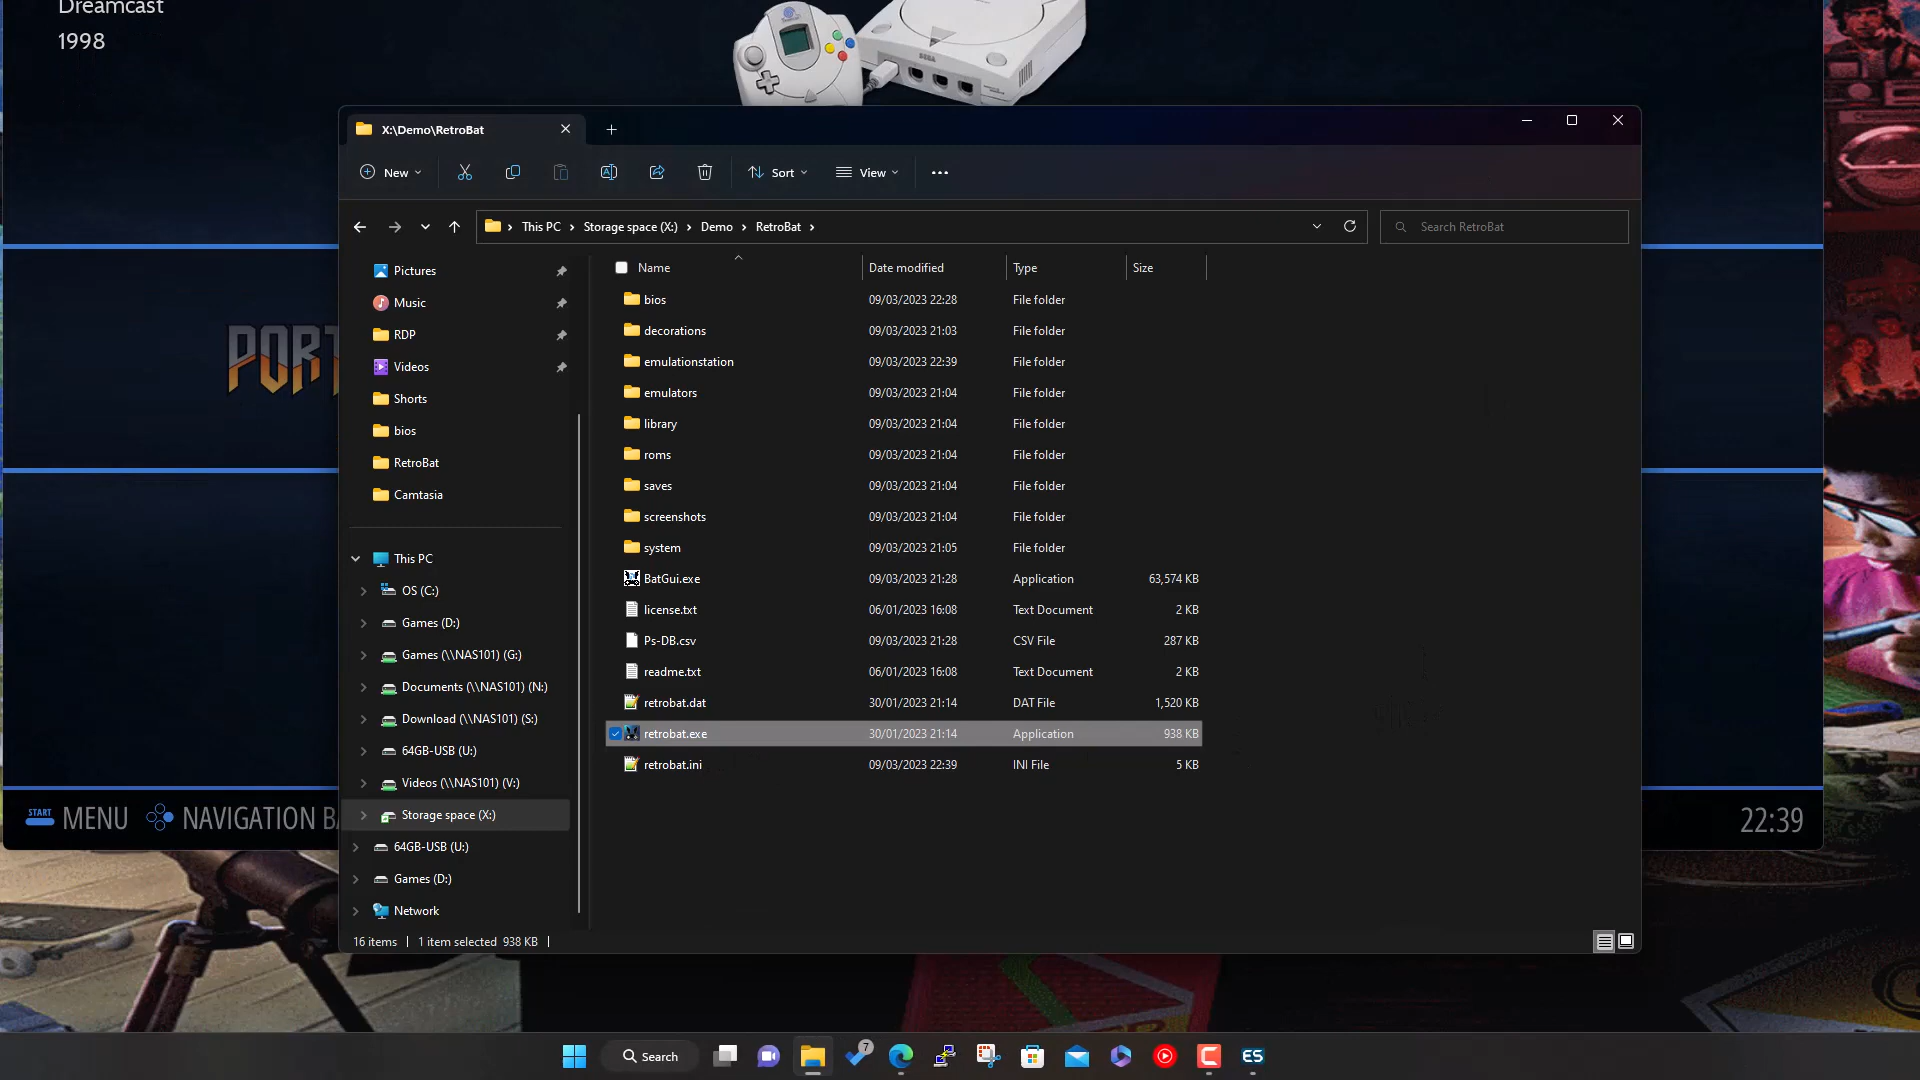 Dreamcast
1998
SEGA
X:\Demo\RetroBat
New
Sort
View
This PC
Storage space (X:)
Demo
RetroBat
Search RetroBat
Name
Date modified
Type
Size
bios 09/03/2023 22:28 File folder
decorations 09/03/2023 21:03 File folder
emulationstation 09/03/2023 22:39 File folder
emulators 09/03/2023 21:04 File folder
library 09/03/2023 21:04 File folder
roms 09/03/2023 21:04 File folder
saves 09/03/2023 21:04 File folder
screenshots 09/03/2023 21:04 File folder
system 09/03/2023 21:05 File folder
BatGui.exe 09/03/2023 21:28 Application 63,574 KB
license.txt 06/01/2023 16:08 Text Document 2 KB
Ps-DB.csv 09/03/2023 21:28 CSV File 287 KB
readme.txt 06/01/2023 16:08 Text Document 2 KB
retrobat.dat 30/01/2023 21:14 DAT File 1,520 KB
retrobat.exe 30/01/2023 21:14 Application 938 KB
retrobat.ini 09/03/2023 22:39 INI File 5 KB
Pictures
Music
RDP
Videos
Shorts
bios
RetroBat
Camtasia
This PC
OS (C:)
Games (D:)
Games (\\NAS101) (G:)
Documents (\\NAS101) (N:)
Download (\\NAS101) (S:)
64GB-USB (U:)
Videos (\\NAS101) (V:)
Storage space (X:)
64GB-USB (U:)
Games (D:)
Network
16 items
1 item selected 938 KB
PORT
START MENU
NAVIGATION BA
22:39
Search
7
ES